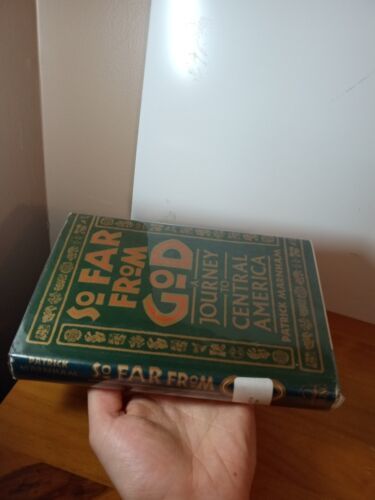 SO FAR
FROM
GOD
A
JOURNEY
TO
CENTRAL
AMERICA
PATRICK MARNHAM
PATRICK
MARNHAM
SO FAR FROM